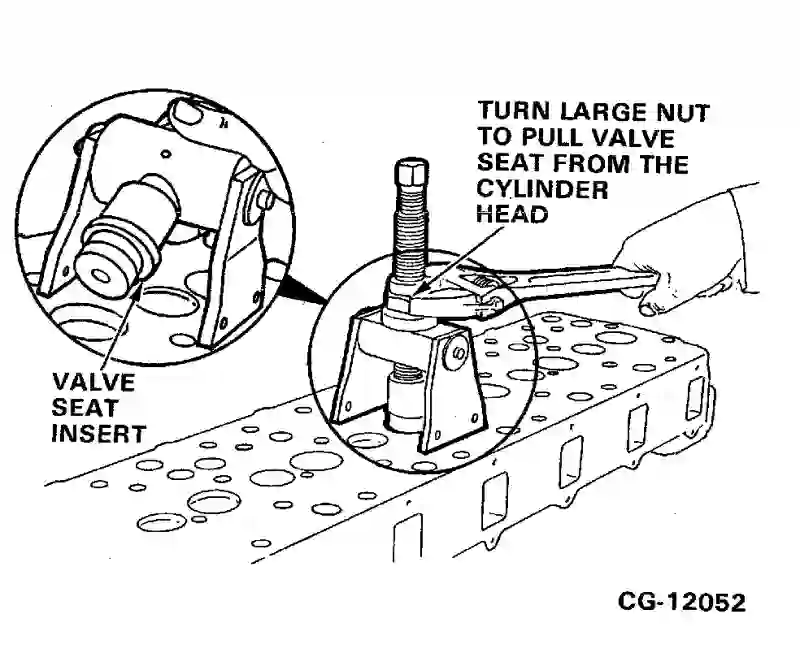 TURN LARGE NUT
TO PULL VALVE
SEAT FROM THE
CYLINDER
HEAD
VALVE
SEAT
INSERT
CG-12052